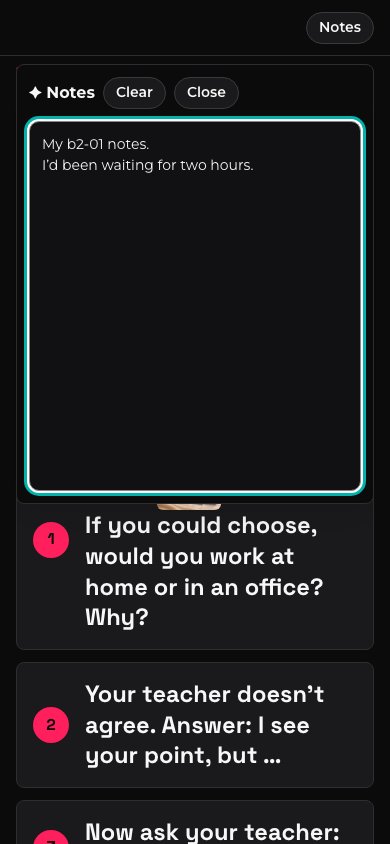 Notes
✦ Notes Clear Close
My b2-01 notes.
I’d been waiting for two hours.
1 If you could choose,
would you work at
home or in an office?
Why?
2 Your teacher doesn’t
agree. Answer: I see
your point, but ...
Now ask your teacher: